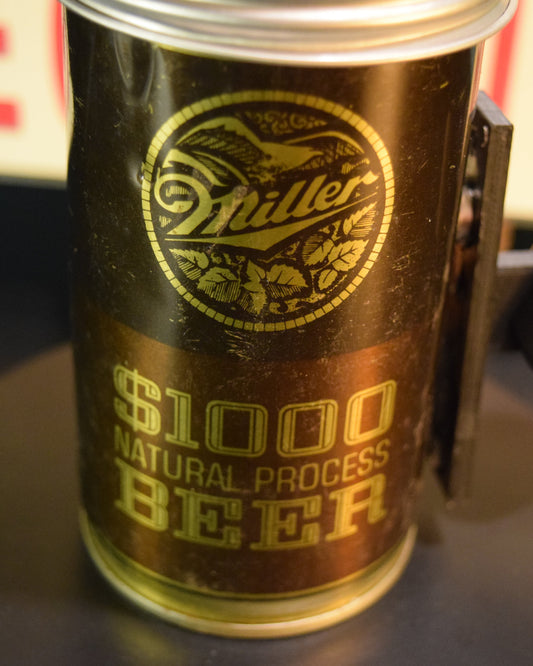 Miller
$1000
NATURAL PROCESS
BEER